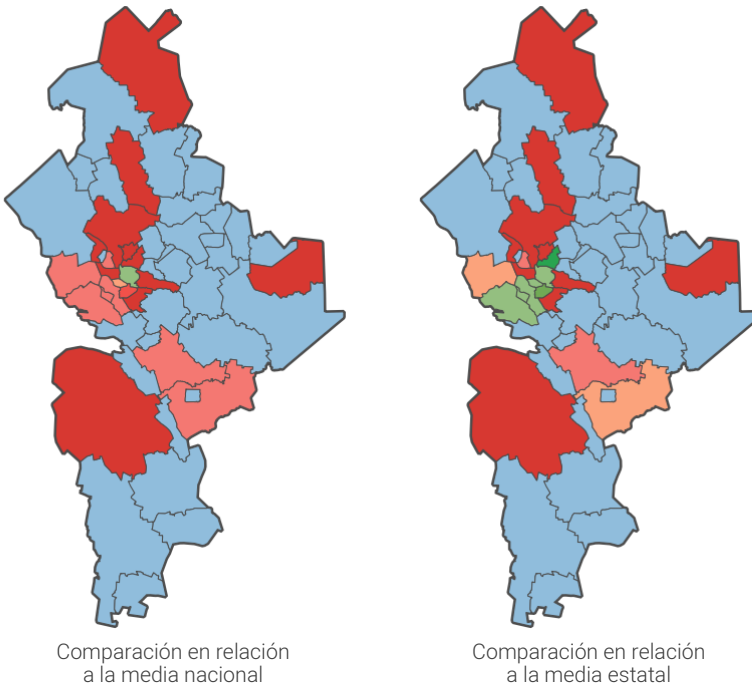 Comparación en relación
a la media nacional
Comparación en relación
a la media estatal